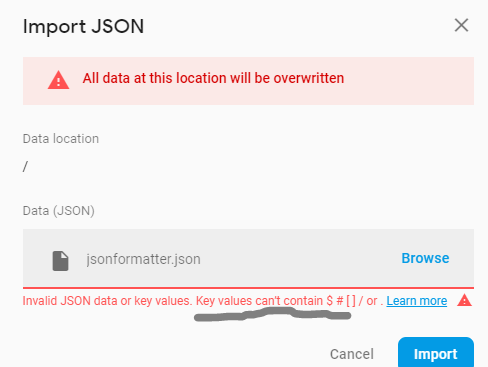 Import JSON
All data at this location will be overwritten
Data location
/
Data (JSON)
jsonformatter.json Browse
Invalid JSON data or key values. Key values can't contain $ # [ ] / or . Learn more
Cancel Import